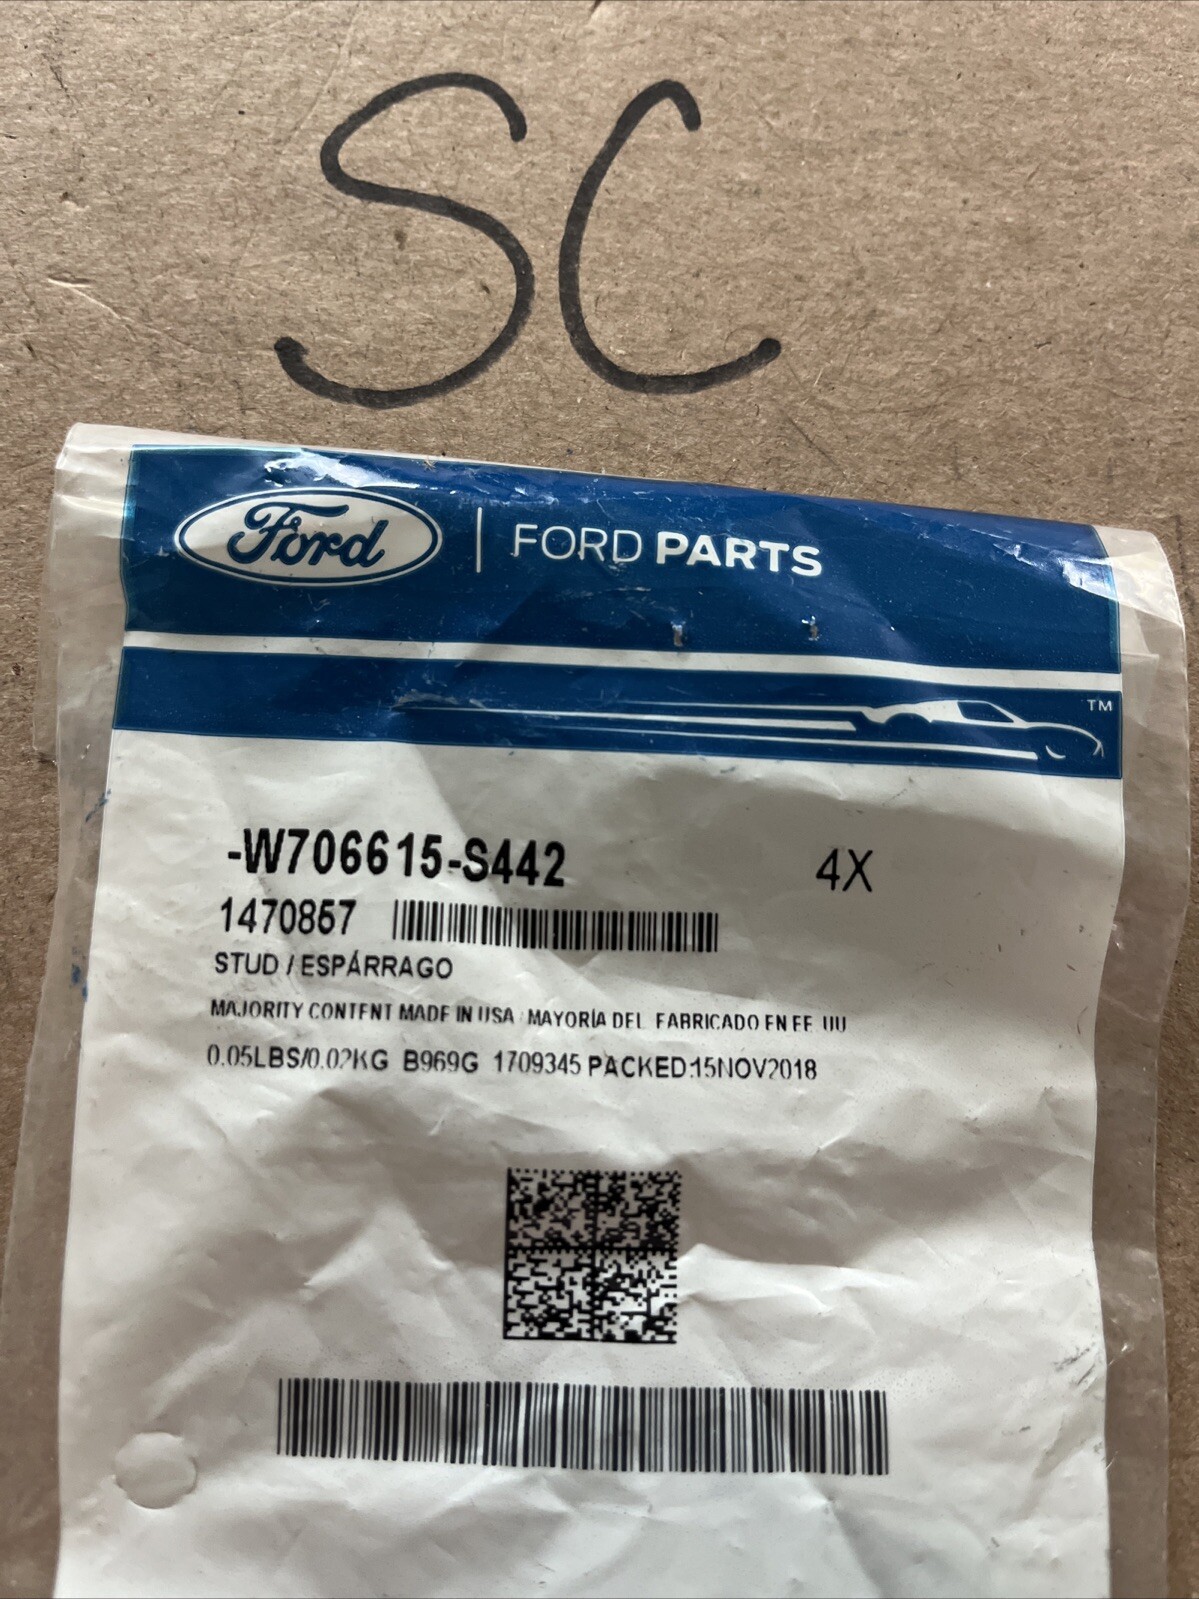 SC
Ford | FORD PARTS
TM
-W706615-S442 4X
1470857
STUD / ESPÁRRAGO
MAJORITY CONTENT MADE IN USA / MAYORÍA DEL FABRICADO EN EE UU
0.05LBS/0.02KG B969G 1709345 PACKED:15NOV2018